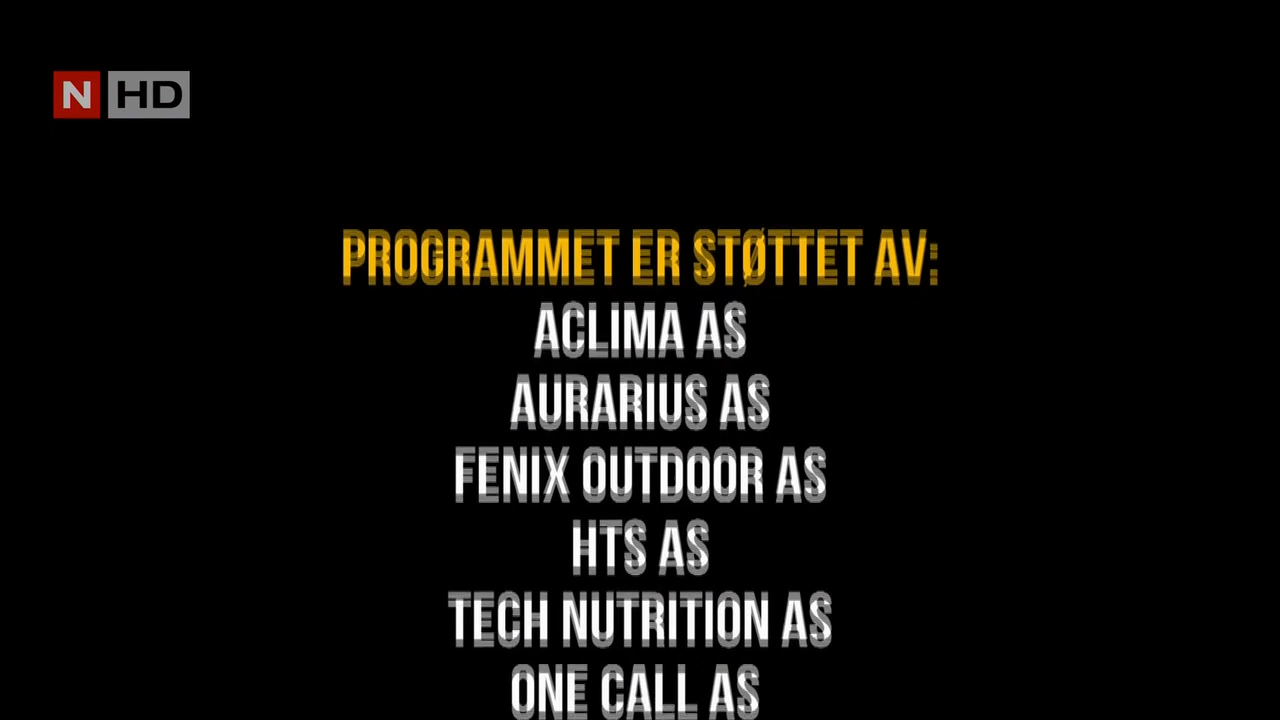 N HD
PROGRAMMET ER STØTTET AV:
ACLIMA AS
AURARIUS AS
FENIX OUTDOOR AS
HTS AS
TECH NUTRITION AS
ONE CALL AS